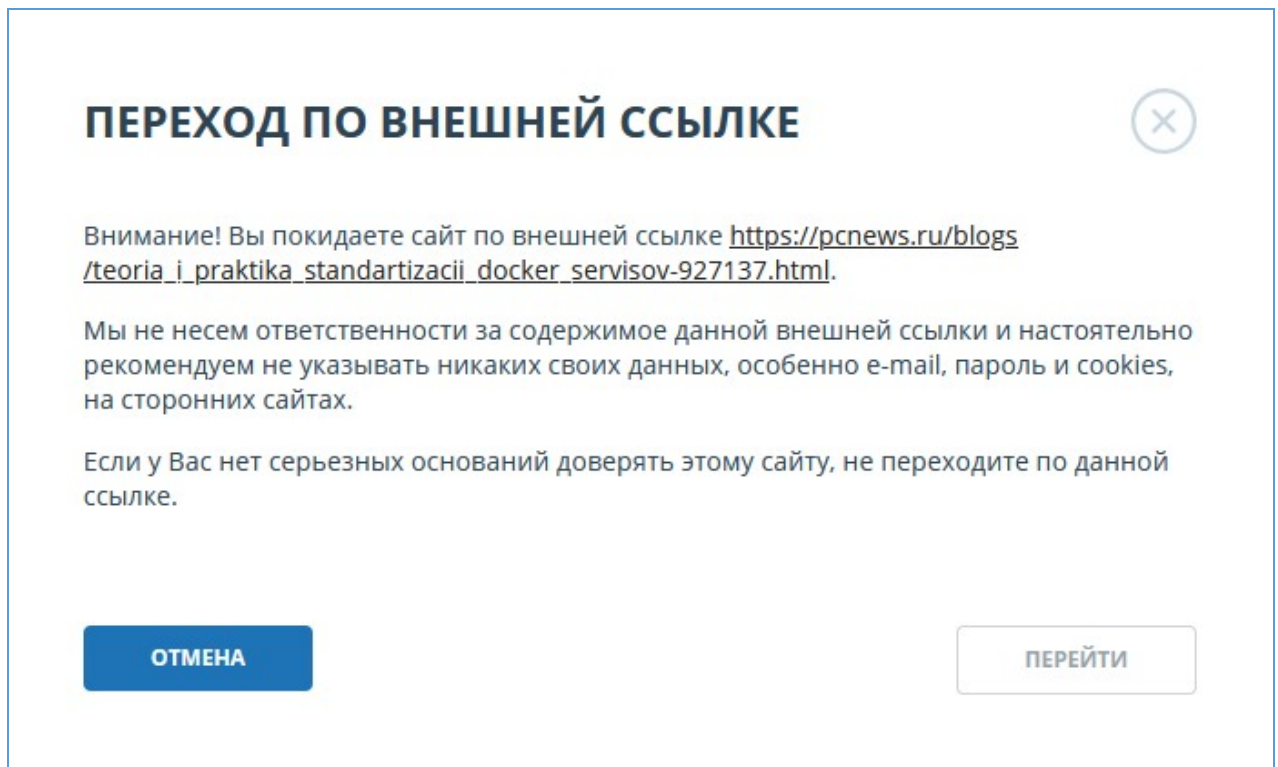 ПЕРЕХОД ПО ВНЕШНЕЙ ССЫЛКЕ
Внимание! Вы покидаете сайт по внешней ссылке https://pcnews.ru/blogs
/teoria_i_praktika_standartizacii_docker_servisov-927137.html.
Мы не несем ответственности за содержимое данной внешней ссылки и настоятельно
рекомендуем не указывать никаких своих данных, особенно e-mail, пароль и cookies,
на сторонних сайтах.
Если у Вас нет серьезных оснований доверять этому сайту, не переходите по данной
ссылке.
ОТМЕНА
ПЕРЕЙТИ